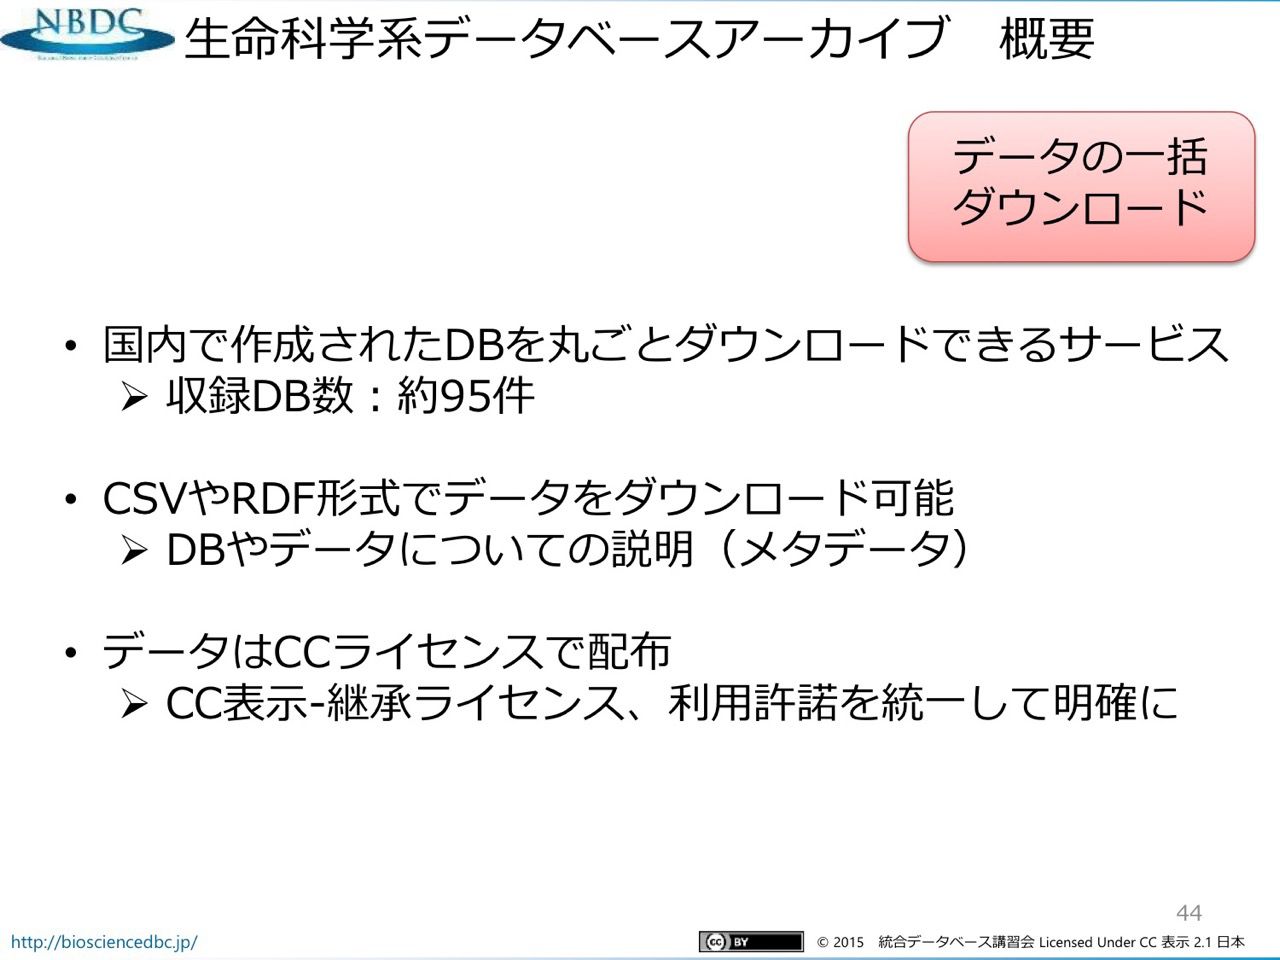 NBDC
生命科学系データベースアーカイブ　概要
データの一括
ダウンロード
• 国内で作成されたDBを丸ごとダウンロードできるサービス
➢ 収録DB数：約95件
• CSVやRDF形式でデータをダウンロード可能
➢ DBやデータについての説明（メタデータ）
• データはCCライセンスで配布
➢ CC表示-継承ライセンス、利用許諾を統一して明確に
44
http://biosciencedbc.jp/
cc BY
© 2015　統合データベース講習会 Licensed Under CC 表示 2.1 日本